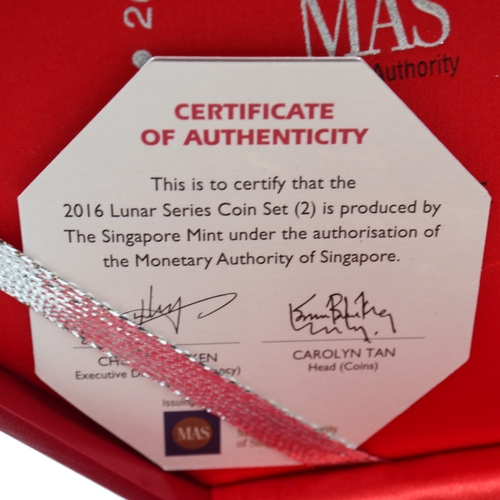 MAS
Authority
CERTIFICATE
OF AUTHENTICITY
This is to certify that the
2016 Lunar Series Coin Set (2) is produced by
The Singapore Mint under the authorisation of
the Monetary Authority of Singapore.
CAROLYN TAN
Executive
Head (Coins)
MAS